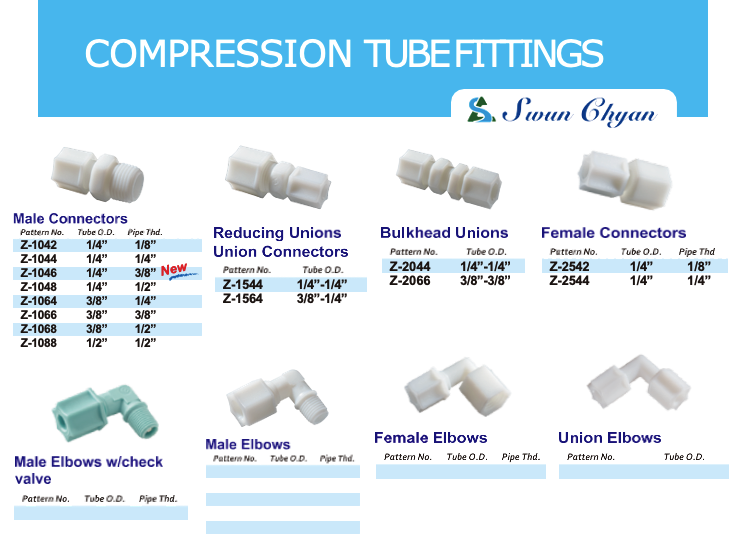 COMPRESSION TUBE FITTINGS
Swan Chyan
Male Connectors
Pattern No. Tube O.D. Pipe Thd.
Z-1042 1/4” 1/8”
Z-1044 1/4” 1/4”
Z-1046 1/4” 3/8” New
Z-1048 1/4” 1/2”
Z-1064 3/8” 1/4”
Z-1066 3/8” 3/8”
Z-1068 3/8” 1/2”
Z-1088 1/2” 1/2”
Reducing Unions
Union Connectors
Pattern No. Tube O.D.
Z-1544 1/4”-1/4”
Z-1564 3/8”-1/4”
Bulkhead Unions
Pattern No. Tube O.D.
Z-2044 1/4”-1/4”
Z-2066 3/8”-3/8”
Female Connectors
Pattern No. Tube O.D. Pipe Thd
Z-2542 1/4” 1/8”
Z-2544 1/4” 1/4”
Male Elbows w/check
valve
Pattern No. Tube O.D. Pipe Thd.
Male Elbows
Pattern No. Tube O.D. Pipe Thd.
Female Elbows
Pattern No. Tube O.D. Pipe Thd.
Union Elbows
Pattern No. Tube O.D.